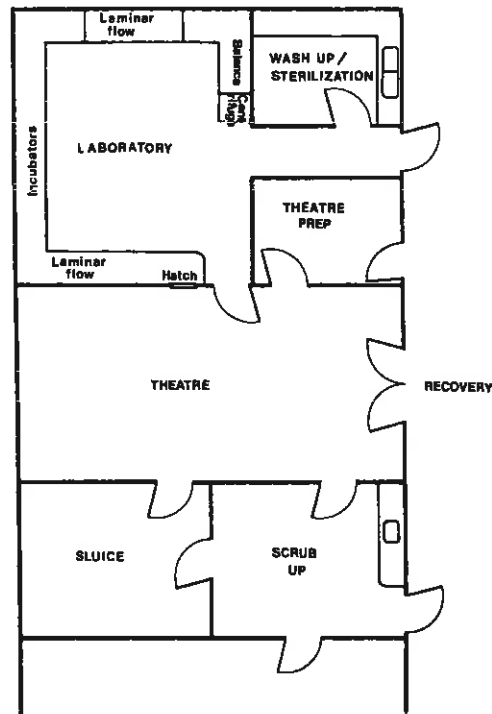 Laminar
flow
Balance
WASH UP /
STERILIZATION
Centrifuge
LABORATORY
Incubators
THEATRE
PREP
Laminar
flow
Hatch
THEATRE
RECOVERY
SLUICE
SCRUB
UP